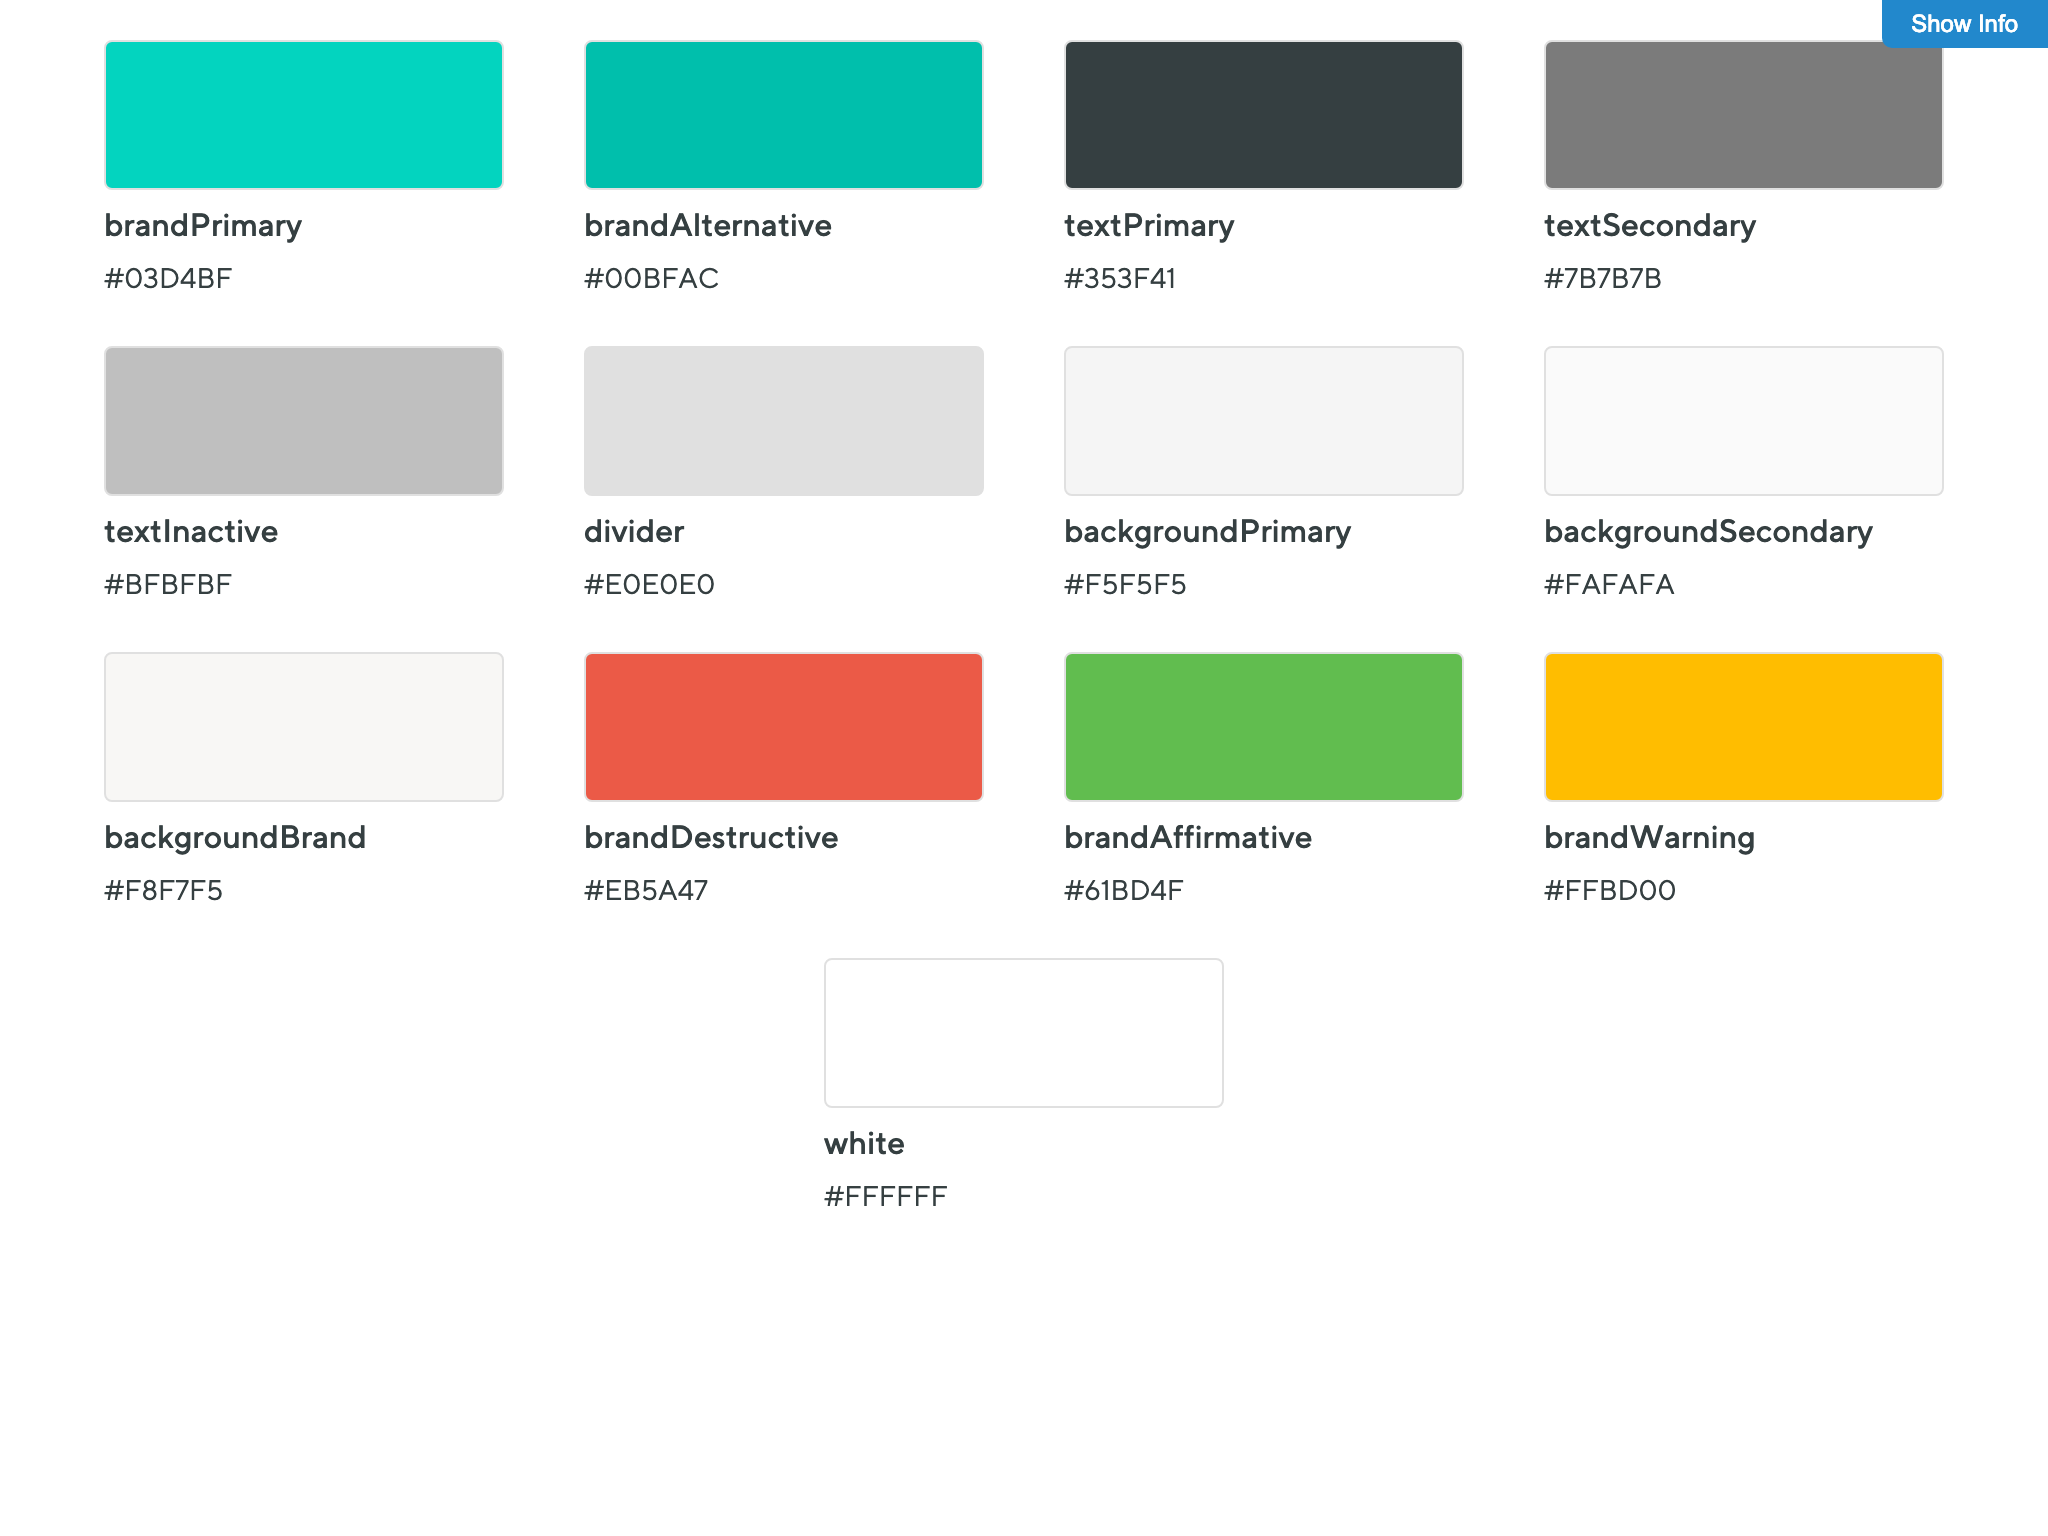 Show Info
brandPrimary
#03D4BF
brandAlternative
#00BFAC
textPrimary
#353F41
textSecondary
#7B7B7B
textInactive
#BFBFBF
divider
#E0E0E0
backgroundPrimary
#F5F5F5
backgroundSecondary
#FAFAFA
backgroundBrand
#F8F7F5
brandDestructive
#EB5A47
brandAffirmative
#61BD4F
brandWarning
#FFBD00
white
#FFFFFF